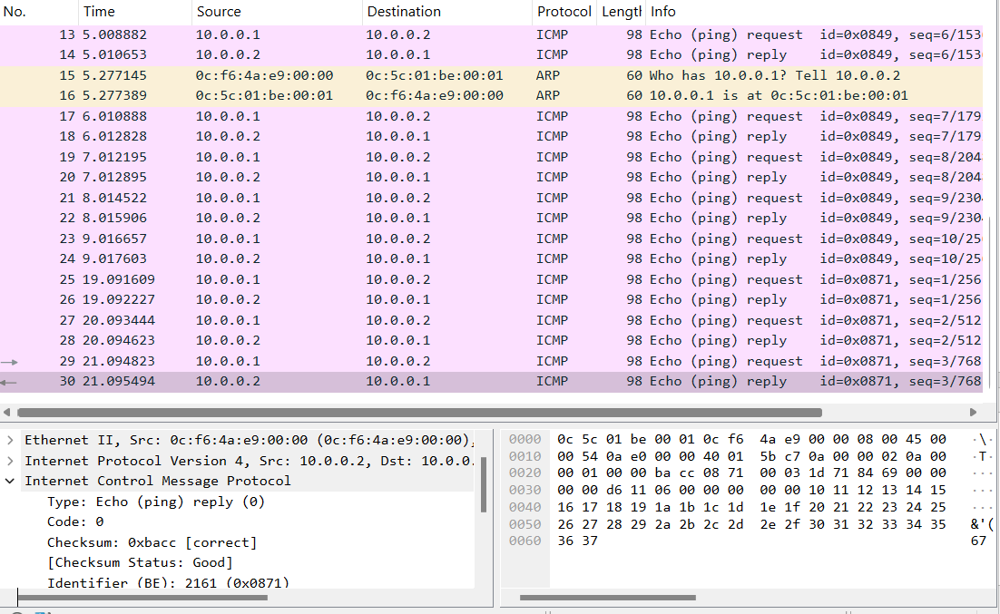 No. Time Source Destination Protocol Lengtl Info
13 5.008882 10.0.0.1 10.0.0.2 ICMP 98 Echo (ping) request id=0x0849, seq=6/153
14 5.010653 10.0.0.2 10.0.0.1 ICMP 98 Echo (ping) reply id=0x0849, seq=6/153
15 5.277145 0c:f6:4a:e9:00:00 0c:5c:01:be:00:01 ARP 60 Who has 10.0.0.1? Tell 10.0.0.2
16 5.277389 0c:5c:01:be:00:01 0c:f6:4a:e9:00:00 ARP 60 10.0.0.1 is at 0c:5c:01:be:00:01
17 6.010888 10.0.0.1 10.0.0.2 ICMP 98 Echo (ping) request id=0x0849, seq=7/179
18 6.012828 10.0.0.2 10.0.0.1 ICMP 98 Echo (ping) reply id=0x0849, seq=7/179
19 7.012195 10.0.0.1 10.0.0.2 ICMP 98 Echo (ping) request id=0x0849, seq=8/204
20 7.012895 10.0.0.2 10.0.0.1 ICMP 98 Echo (ping) reply id=0x0849, seq=8/204
21 8.014522 10.0.0.1 10.0.0.2 ICMP 98 Echo (ping) request id=0x0849, seq=9/230
22 8.015906 10.0.0.2 10.0.0.1 ICMP 98 Echo (ping) reply id=0x0849, seq=9/230
23 9.016657 10.0.0.1 10.0.0.2 ICMP 98 Echo (ping) request id=0x0849, seq=10/25
24 9.017603 10.0.0.2 10.0.0.1 ICMP 98 Echo (ping) reply id=0x0849, seq=10/25
25 19.091609 10.0.0.1 10.0.0.2 ICMP 98 Echo (ping) request id=0x0871, seq=1/256
26 19.092227 10.0.0.2 10.0.0.1 ICMP 98 Echo (ping) reply id=0x0871, seq=1/256
27 20.093444 10.0.0.1 10.0.0.2 ICMP 98 Echo (ping) request id=0x0871, seq=2/512
28 20.094623 10.0.0.2 10.0.0.1 ICMP 98 Echo (ping) reply id=0x0871, seq=2/512
29 21.094823 10.0.0.1 10.0.0.2 ICMP 98 Echo (ping) request id=0x0871, seq=3/768
30 21.095494 10.0.0.2 10.0.0.1 ICMP 98 Echo (ping) reply id=0x0871, seq=3/768
Ethernet II, Src: 0c:f6:4a:e9:00:00 (0c:f6:4a:e9:00:00),
Internet Protocol Version 4, Src: 10.0.0.2, Dst: 10.0.0.
Internet Control Message Protocol
Type: Echo (ping) reply (0)
Code: 0
Checksum: 0xbacc [correct]
[Checksum Status: Good]
Identifier (BE): 2161 (0x0871)
0000 0c 5c 01 be 00 01 0c f6 4a e9 00 00 08 00 45 00 ·\·
0010 00 54 0a e0 00 00 40 01 5b c7 0a 00 00 02 0a 00 ·T·
0020 00 01 00 00 ba cc 08 71 00 03 1d 71 84 69 00 00 ···
0030 00 00 d6 11 06 00 00 00 00 00 10 11 12 13 14 15 ···
0040 16 17 18 19 1a 1b 1c 1d 1e 1f 20 21 22 23 24 25 ···
0050 26 27 28 29 2a 2b 2c 2d 2e 2f 30 31 32 33 34 35 &'(
0060 36 37 67